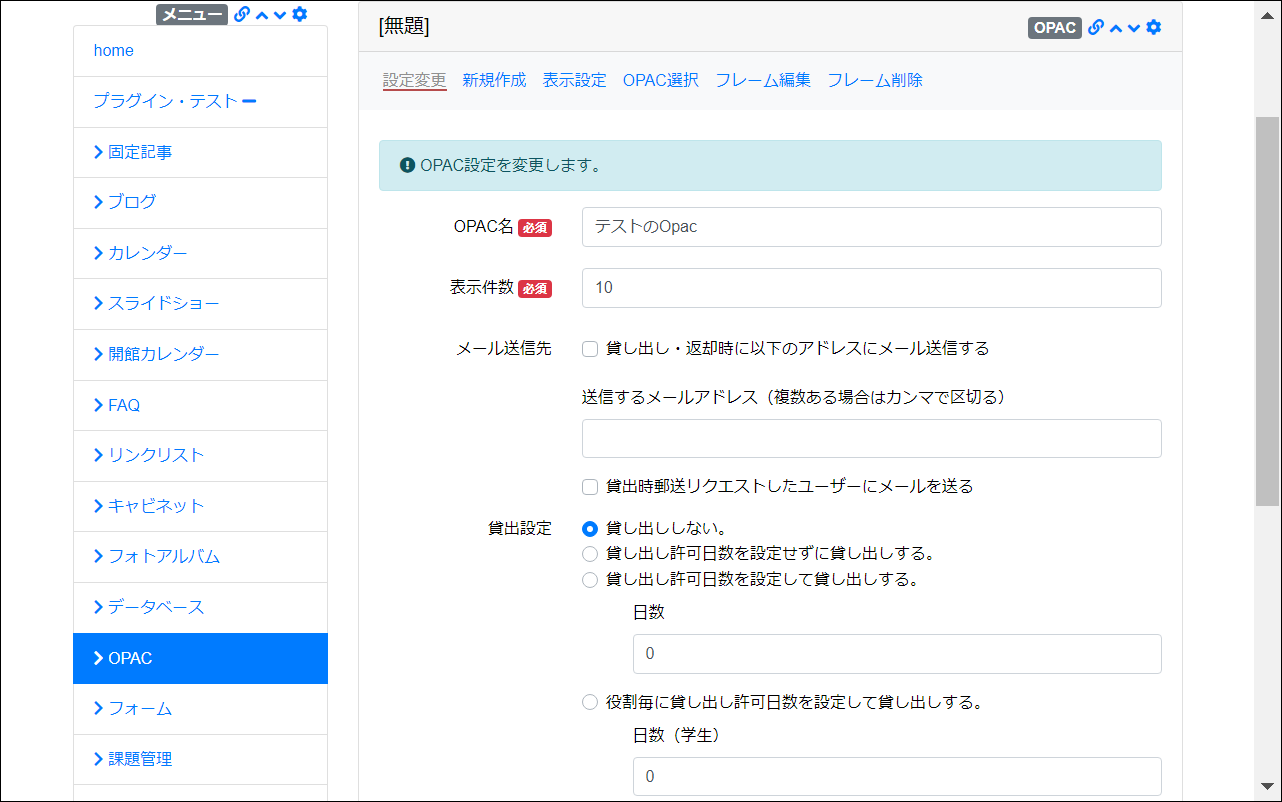 メニュー
home
プラグイン・テスト
固定記事
ブログ
カレンダー
スライドショー
開館カレンダー
FAQ
リンクリスト
キャビネット
フォトアルバム
データベース
OPAC
フォーム
課題管理
[無題]
OPAC
設定変更 新規作成 表示設定 OPAC選択 フレーム編集 フレーム削除
OPAC設定を変更します。
OPAC名 必須 テストのOpac
表示件数 必須 10
メール送信先 貸し出し・返却時に以下のアドレスにメール送信する
送信するメールアドレス（複数ある場合はカンマで区切る）
貸出時郵送リクエストしたユーザーにメールを送る
貸出設定 貸し出ししない。
貸し出し許可日数を設定せずに貸し出しする。
貸し出し許可日数を設定して貸し出しする。
日数
0
役割毎に貸し出し許可日数を設定して貸し出しする。
日数（学生）
0